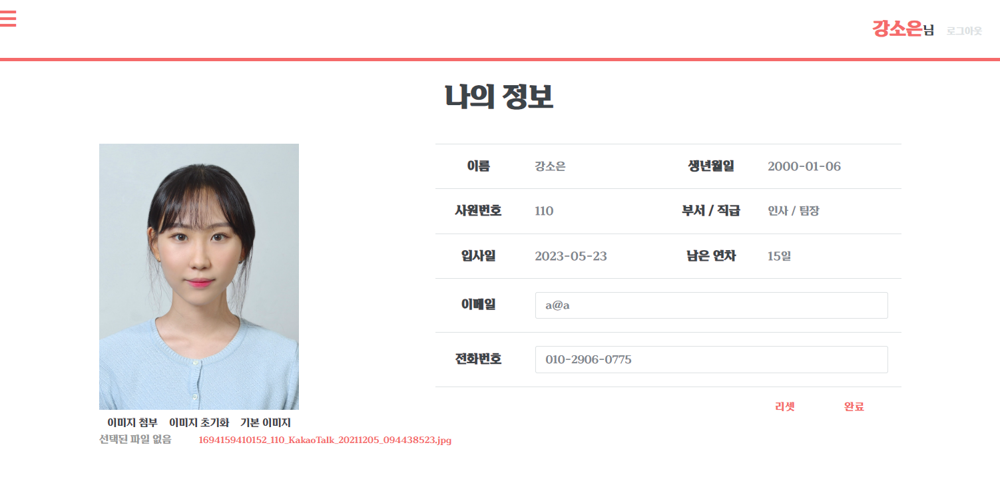 강소은님 로그아웃
나의 정보
이름 강소은 생년월일 2000-01-06
사원번호 110 부서 / 직급 인사 / 팀장
입사일 2023-05-23 남은 연차 15일
이메일 a@a
전화번호 010-2906-0775
리셋 완료
이미지 첨부 이미지 초기화 기본 이미지
선택된 파일 없음 1694159410152_110_KakaoTalk_20211205_094438523.jpg